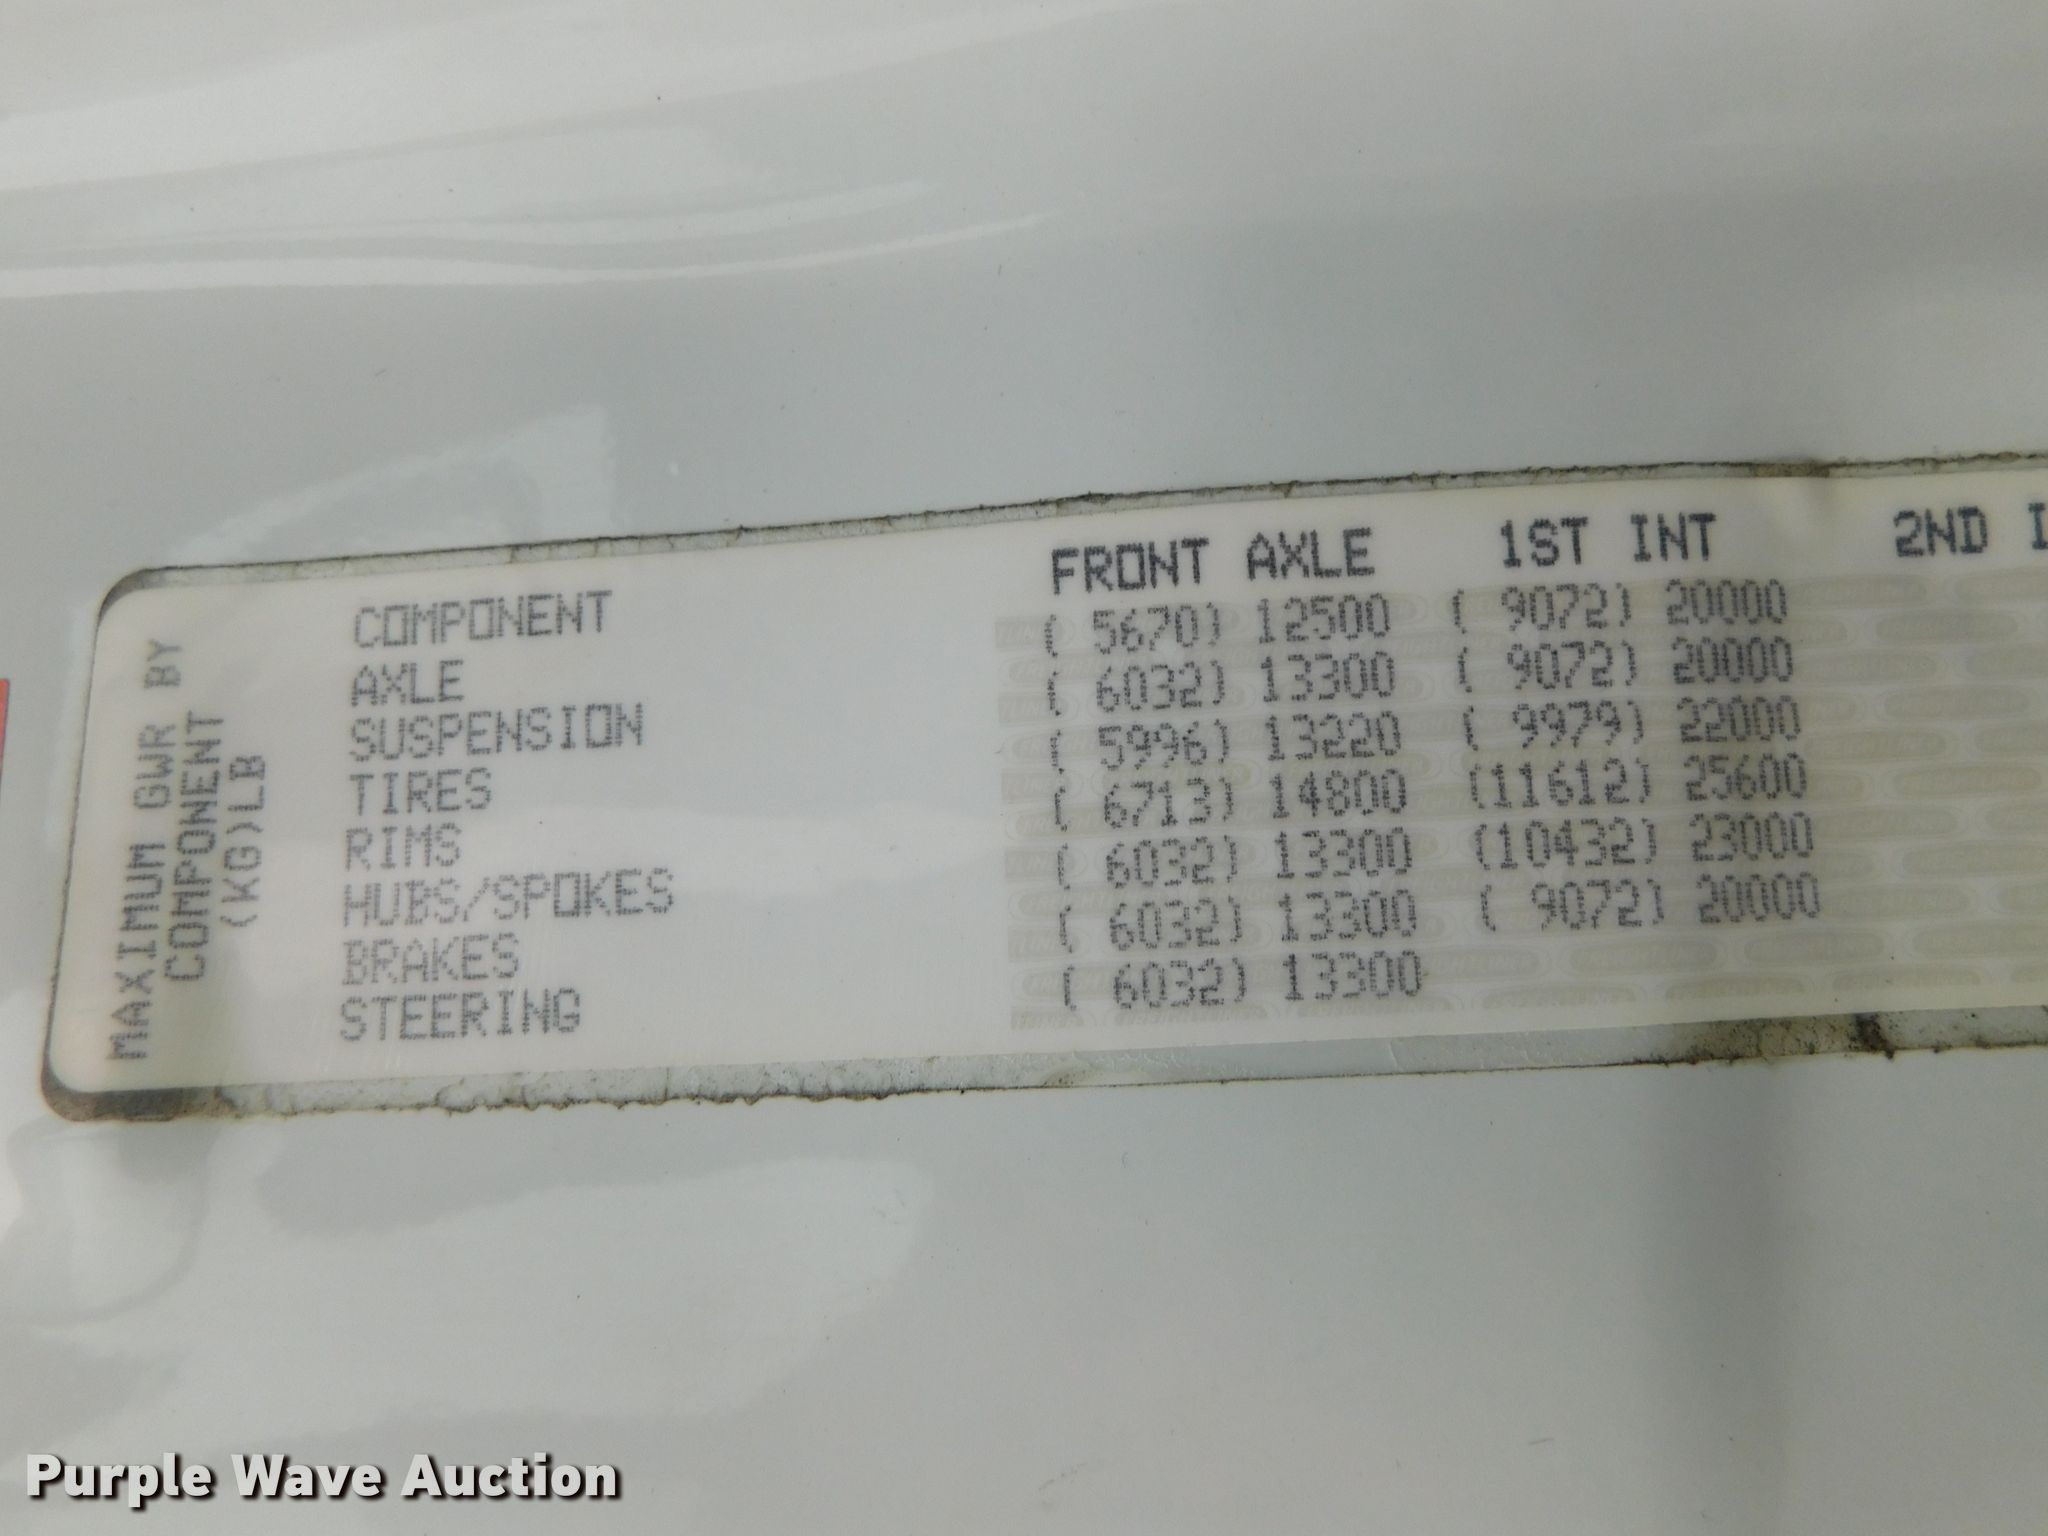 MAXIMUM GWR BY
COMPONENT
(KG)LB
COMPONENT FRONT AXLE 1ST INT 2ND I
AXLE ( 5670) 12500 ( 9072) 20000
SUSPENSION ( 6032) 13300 ( 9072) 20000
TIRES ( 5996) 13220 ( 9979) 22000
RIMS ( 6713) 14800 (11612) 25600
HUBS/SPOKES ( 6032) 13300 (10432) 23000
BRAKES ( 6032) 13300 ( 9072) 20000
STEERING ( 6032) 13300
Purple Wave Auction